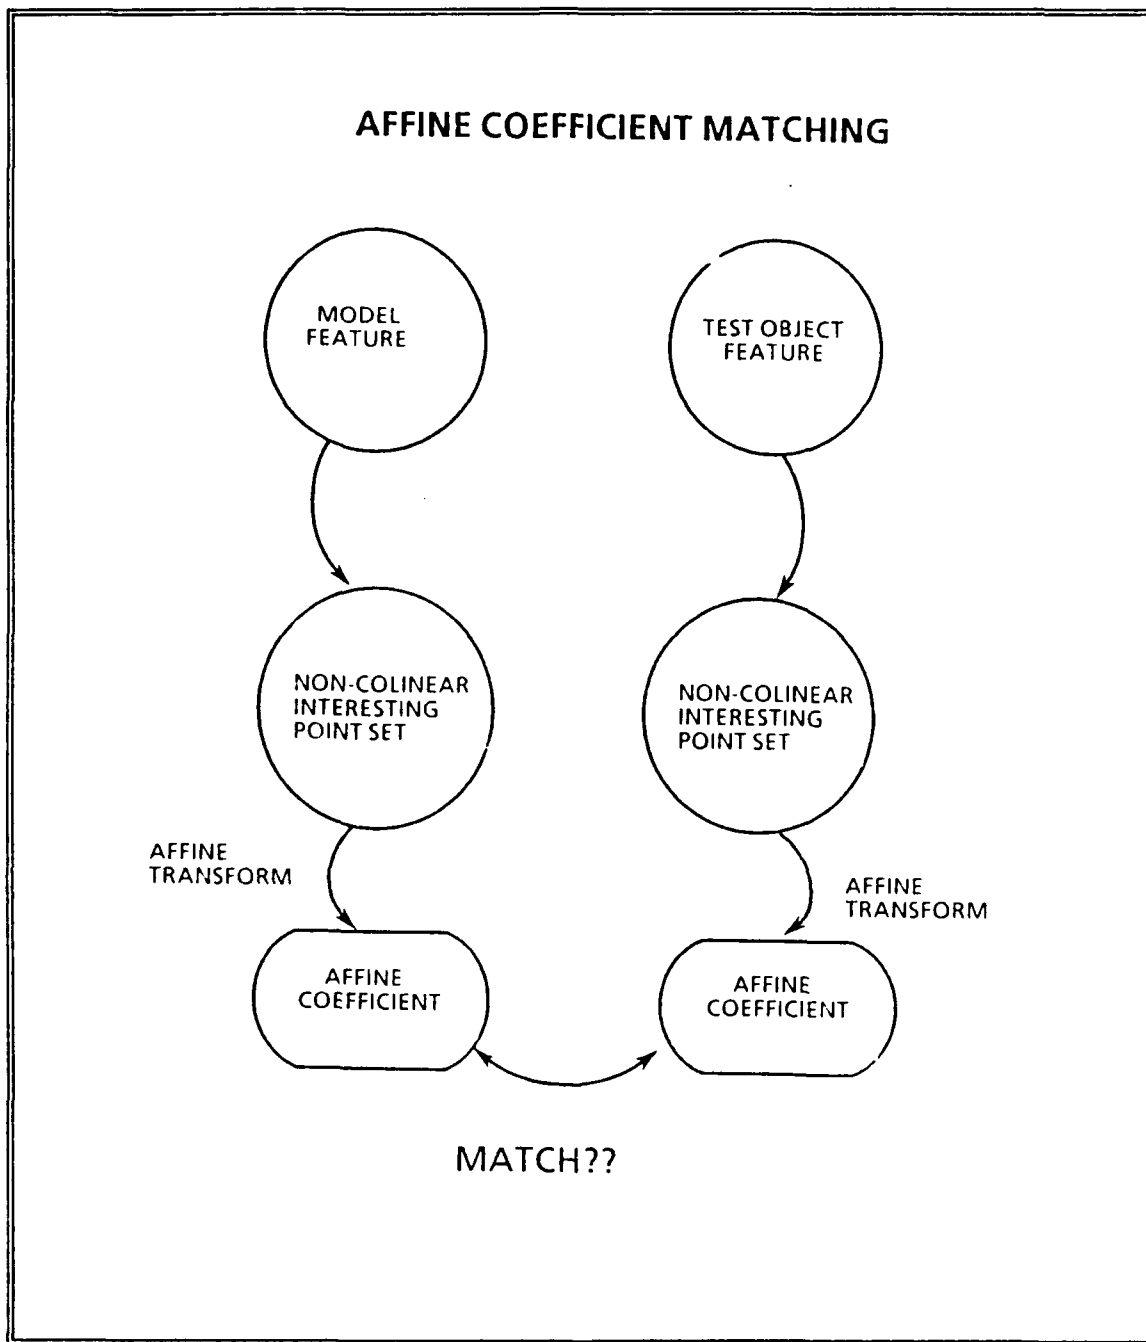 AFFINE COEFFICIENT MATCHING
MODEL
FEATURE
TEST OBJECT
FEATURE
NON-COLINEAR
INTERESTING
POINT SET
NON-COLINEAR
INTERESTING
POINT SET
AFFINE
TRANSFORM
AFFINE
TRANSFORM
AFFINE
COEFFICIENT
AFFINE
COEFFICIENT
MATCH??